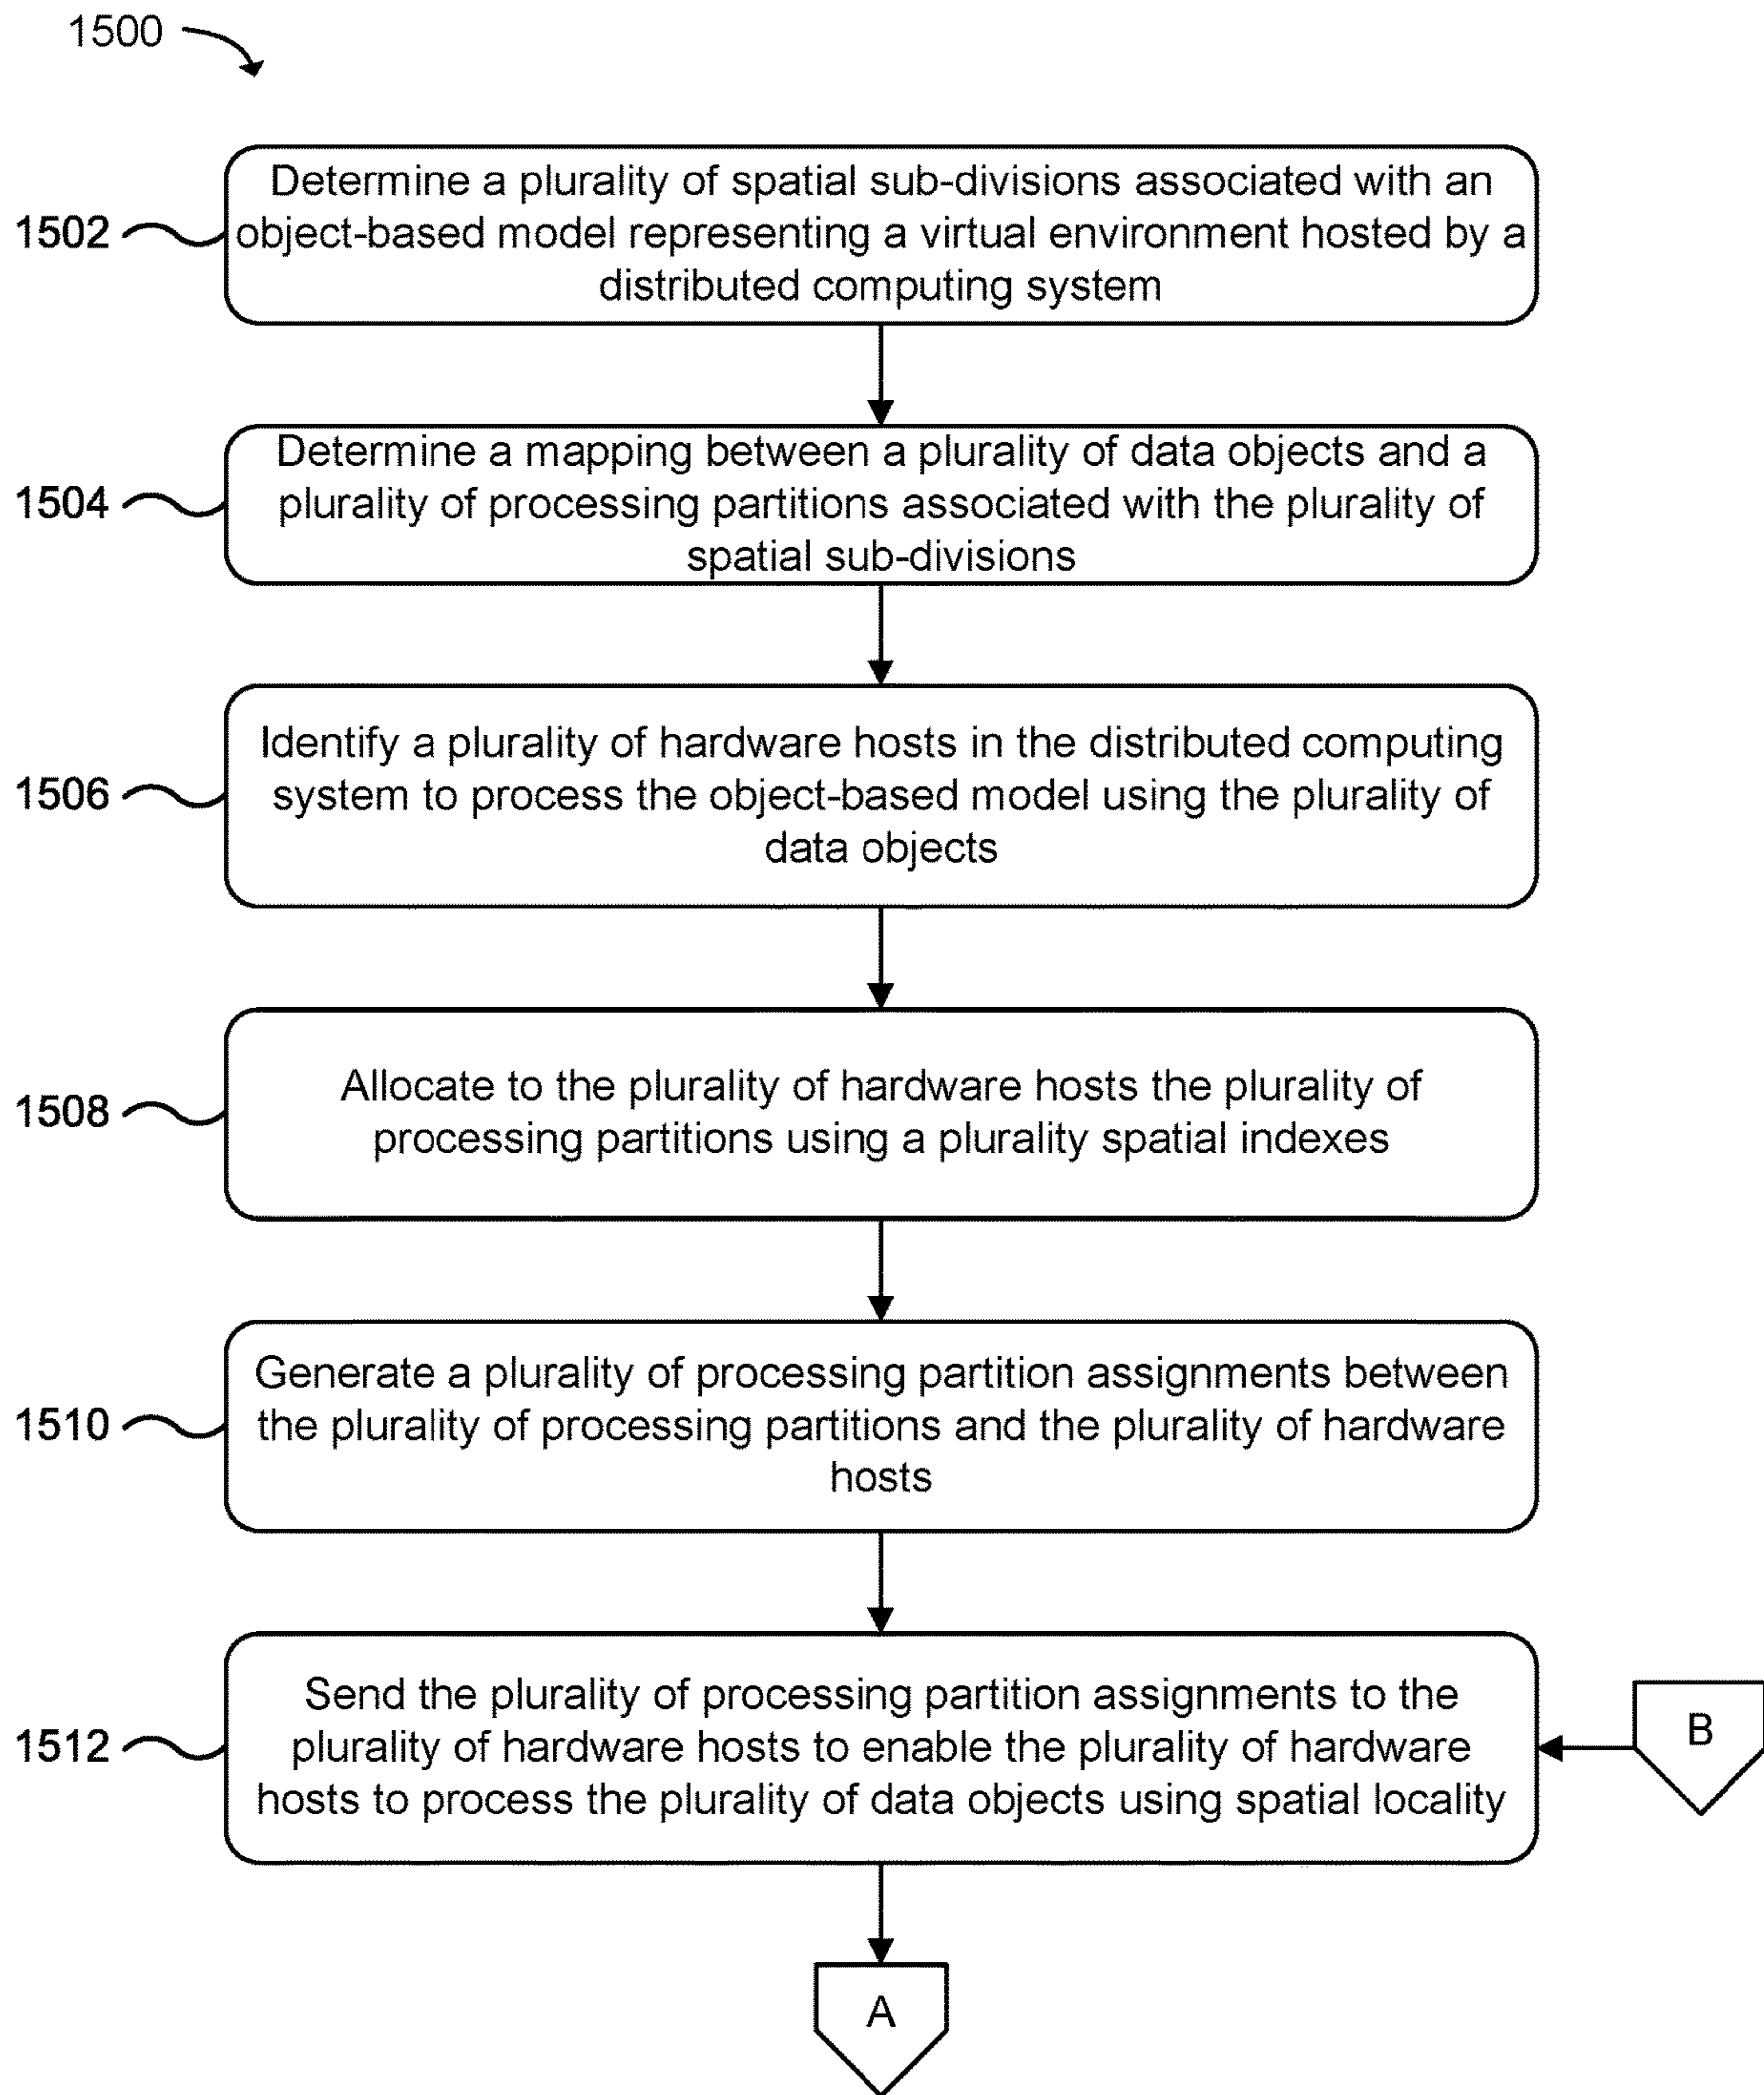 1500
Determine a plurality of spatial sub-divisions associated with an
1502
object-based model representing a virtual environment hosted by a
distributed computing system
Determine a mapping between a plurality of data objects and a
1504
plurality of processing partitions associated with the plurality of
spatial sub-divisions
Identify a plurality of hardware hosts in the distributed computing
1506
system to process the object-based model using the plurality of
data objects
1508
Allocate to the plurality of hardware hosts the plurality of
processing partitions using a plurality spatial indexes
Generate a plurality of processing partition assignments between
1510
the plurality of processing partitions and the plurality of hardware
hosts
Send the plurality of processing partition assignments to the
1512
plurality of hardware hosts to enable the plurality of hardware
hosts to process the plurality of data objects using spatial locality
B
A